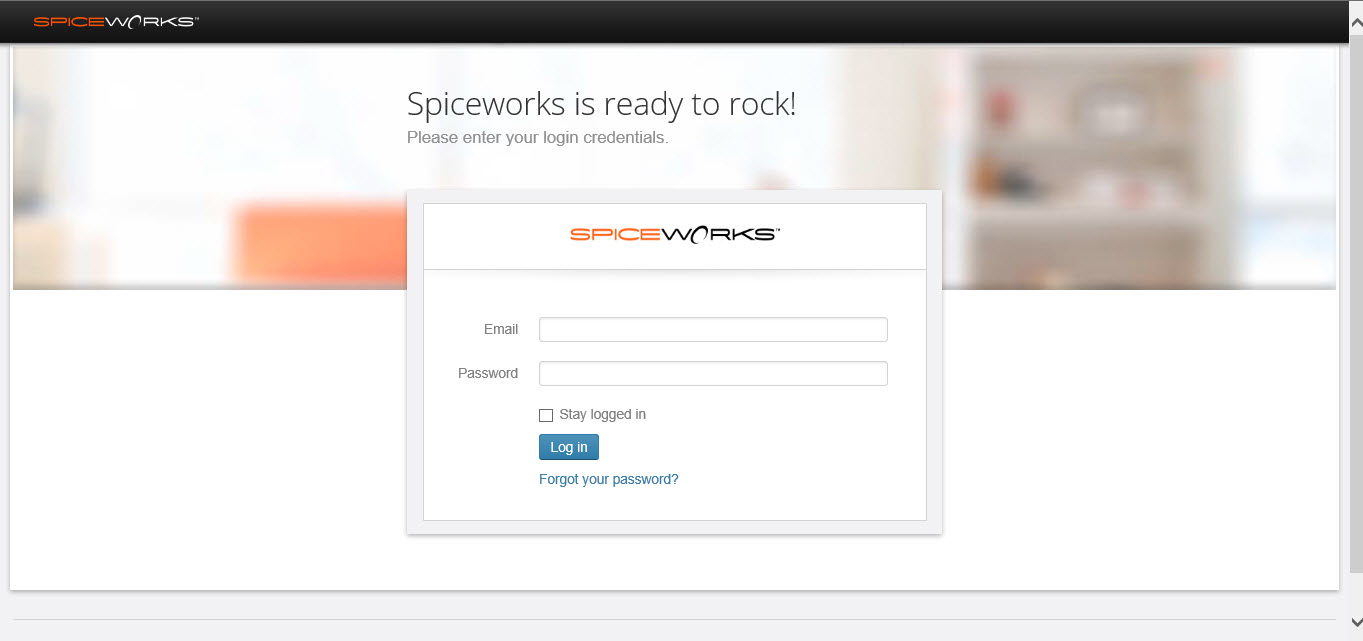 SPICEWORKS™
Spiceworks is ready to rock!
Please enter your login credentials.
SPICEWORKS™
Email
Password
Stay logged in
Log in
Forgot your password?